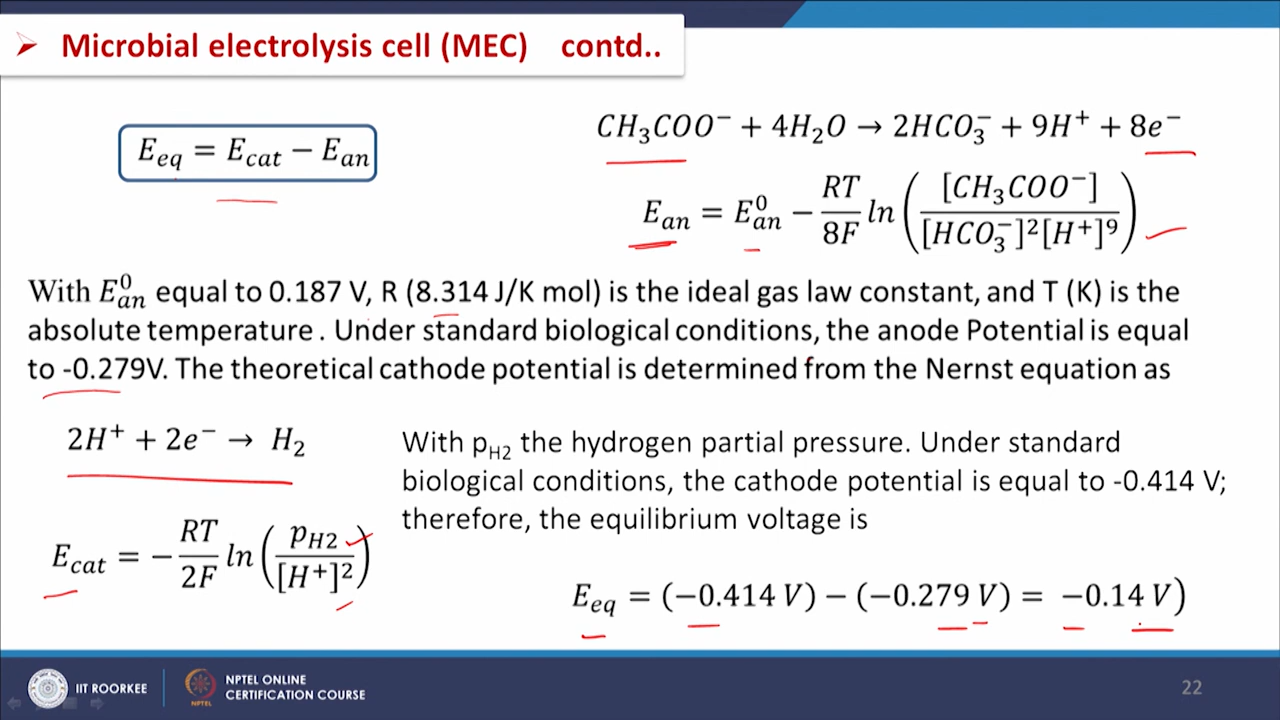 ➢ Microbial electrolysis cell (MEC) contd..
E_eq = E_cat − E_an
CH₃COO⁻ + 4H₂O → 2HCO₃⁻ + 9H⁺ + 8e⁻
E_an = E⁰_an − RT/8F ln([CH₃COO⁻]/[HCO₃⁻]²[H⁺]⁹)
With E⁰_an equal to 0.187 V, R (8.314 J/K mol) is the ideal gas law constant, and T (K) is the
absolute temperature . Under standard biological conditions, the anode Potential is equal
to -0.279V. The theoretical cathode potential is determined from the Nernst equation as
2H⁺ + 2e⁻ → H₂
E_cat = − RT/2F ln(p_H2/[H⁺]²)
With p_H2 the hydrogen partial pressure. Under standard
biological conditions, the cathode potential is equal to -0.414 V;
therefore, the equilibrium voltage is
E_eq = (−0.414 V) − (−0.279 V) = −0.14 V)
IIT ROORKEE
NPTEL
NPTEL ONLINE
CERTIFICATION COURSE
22